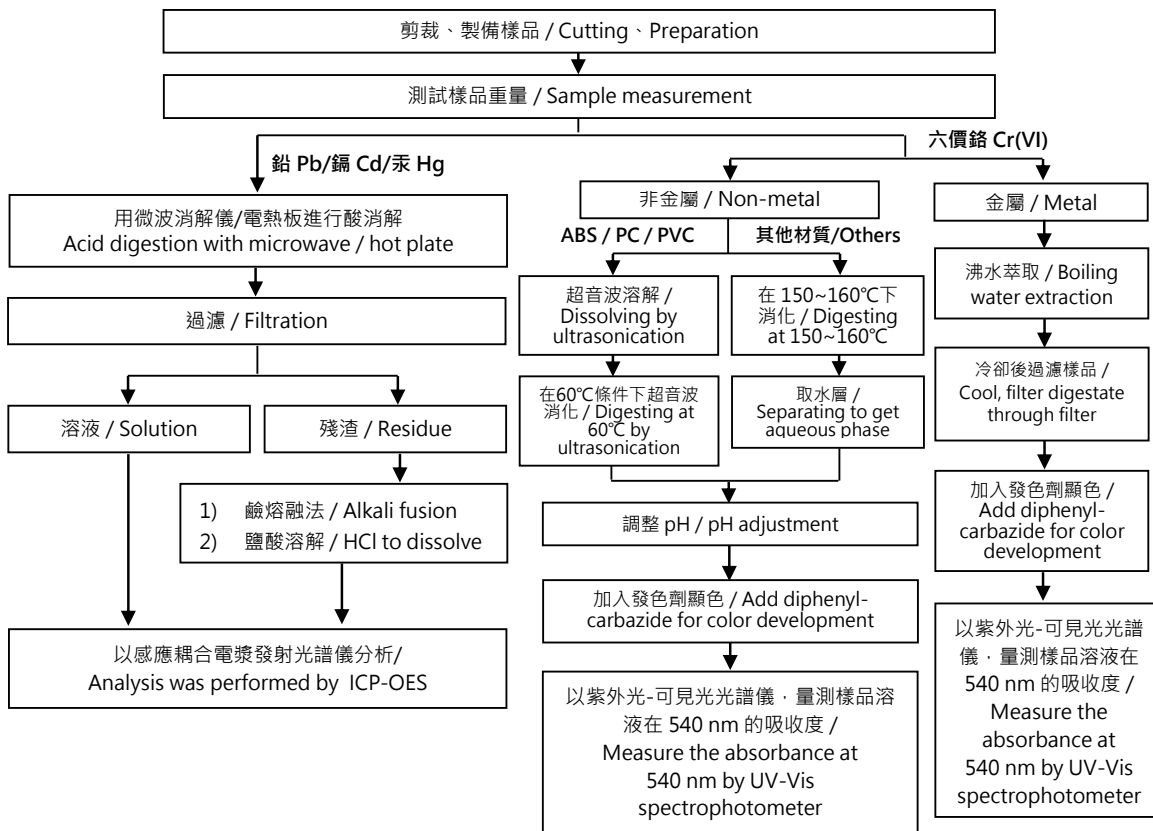 剪裁、製備樣品 / Cutting、Preparation
測試樣品重量 / Sample measurement
鉛 Pb/鎘 Cd/汞 Hg
六價鉻 Cr(VI)
用微波消解儀/電熱板進行酸消解
Acid digestion with microwave / hot plate
過濾 / Filtration
溶液 / Solution
殘渣 / Residue
1) 鹼熔融法 / Alkali fusion
2) 鹽酸溶解 / HCl to dissolve
以感應耦合電漿發射光譜儀分析/
Analysis was performed by ICP-OES
非金屬 / Non-metal
ABS / PC / PVC
其他材質/Others
超音波溶解 /
Dissolving by
ultrasonication
在60℃條件下超音波
消化 / Digesting at
60℃ by
ultrasonication
在 150~160℃下
消化 / Digesting
at 150~160℃
取水層 /
Separating to get
aqueous phase
調整 pH / pH adjustment
加入發色劑顯色 / Add diphenyl-
carbazide for color development
以紫外光-可見光光譜儀，量測樣品溶
液在 540 nm 的吸收度 /
Measure the absorbance at
540 nm by UV-Vis
spectrophotometer
金屬 / Metal
沸水萃取 / Boiling
water extraction
冷卻後過濾樣品 /
Cool, filter digestate
through filter
加入發色劑顯色 /
Add diphenyl-
carbazide for color
development
以紫外光-可見光光譜
儀，量測樣品溶液在
540 nm 的吸收度 /
Measure the
absorbance at
540 nm by UV-Vis
spectrophotometer